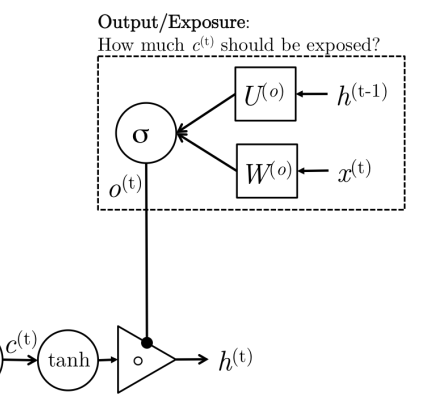 Output/Exposure:
How much c^(t) should be exposed?
U^(o)
h^(t-1)
σ
W^(o)
x^(t)
o^(t)
c^(t)
tanh
∘
h^(t)